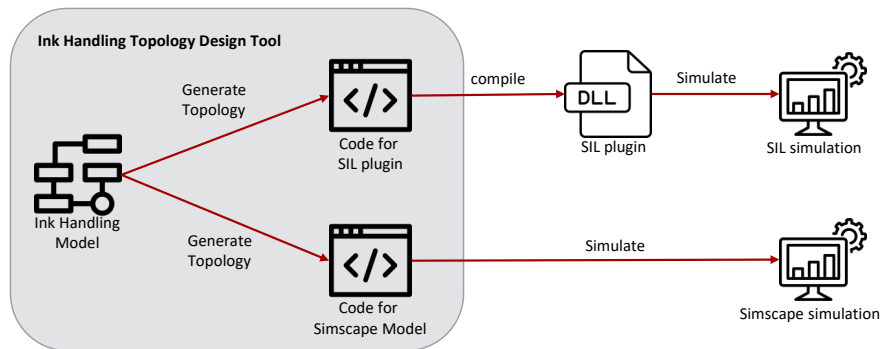 Ink Handling Topology Design Tool
Generate
Topology
</>
Code for
SIL plugin
compile
DLL
SIL plugin
Simulate
SIL simulation
Ink Handling
Model
Generate
Topology
</>
Code for
Simscape Model
Simulate
Simscape simulation